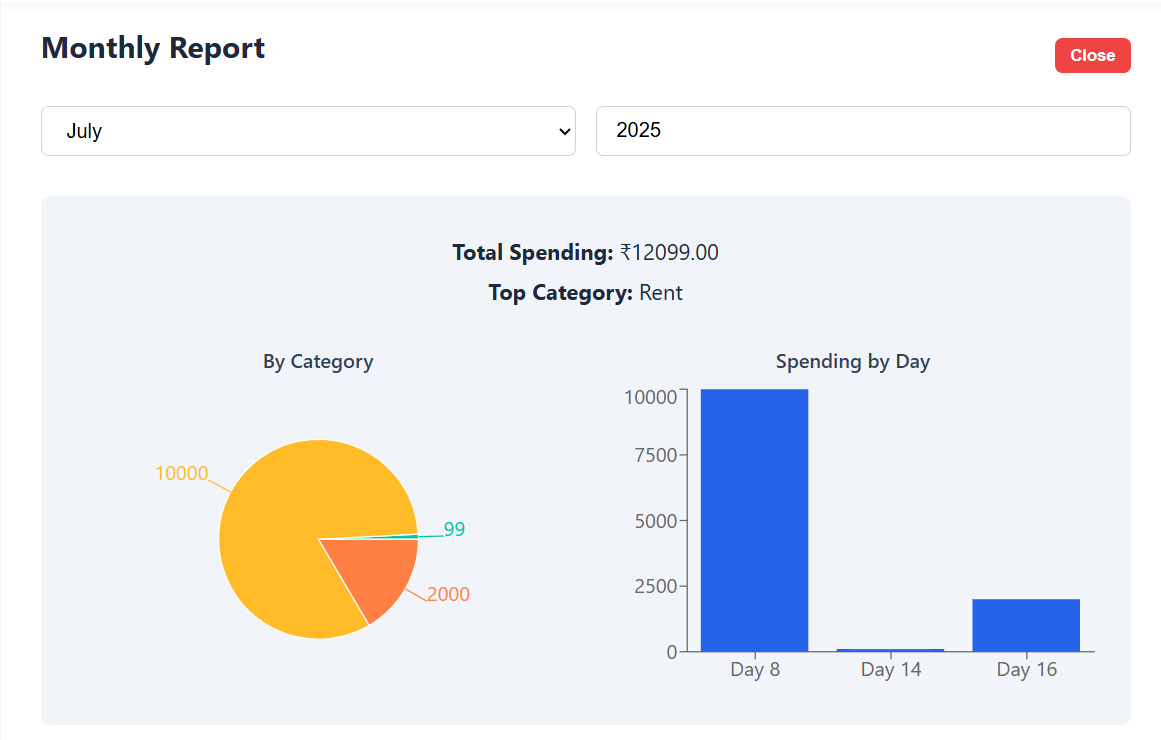 Monthly Report
Close
July
2025
Total Spending: ₹12099.00
Top Category: Rent
By Category
10000
99
2000
Spending by Day
10000
7500
5000
2500
0
Day 8
Day 14
Day 16